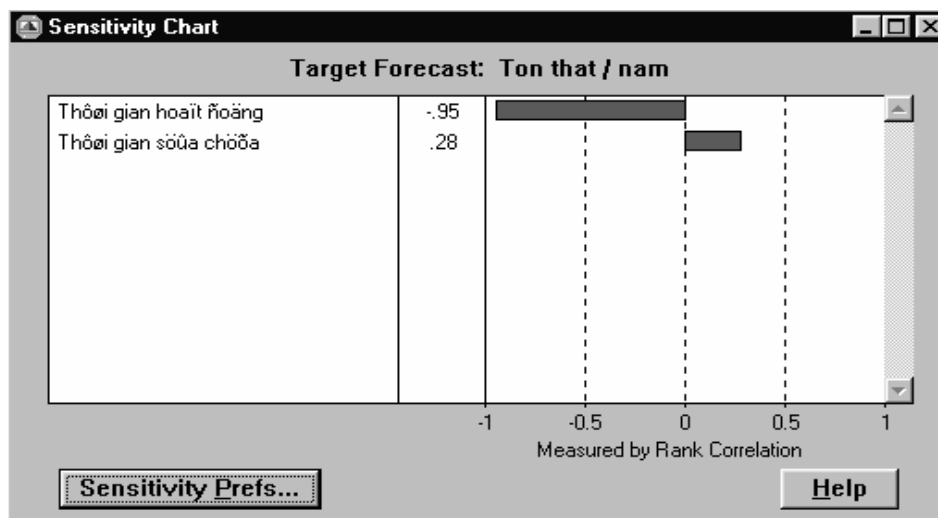 Sensitivity Chart
Target Forecast: Ton that / nam
Thôøi gian hoaït ñoäng -.95
Thôøi gian söûa chöõa .28
-1 -0.5 0 0.5 1
Measured by Rank Correlation
Sensitivity Prefs... Help